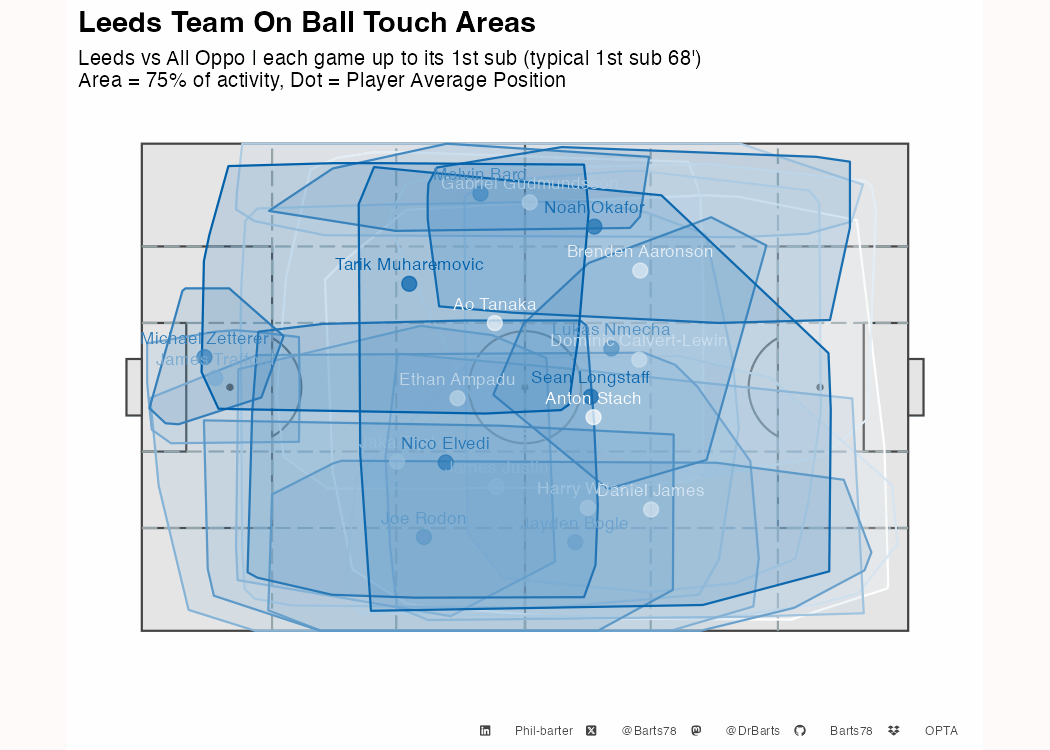 Leeds Team On Ball Touch Areas
Leeds vs All Oppo I each game up to its 1st sub (typical 1st sub 68')
Area = 75% of activity, Dot = Player Average Position
Melvin Bard
Gabriel Gudmundsson
Noah Okafor
Brenden Aaronson
Tarik Muharemovic
Ao Tanaka
Lukas Nmecha
Michael Zetterer
Dominic Calvert-Lewin
James Trafford
Ethan Ampadu
Sean Longstaff
Anton Stach
Nico Elvedi
James Justin
Harry
Daniel James
Joe Rodon
Jayden Bogle
Phil-barter
@Barts78
@DrBarts
Barts78
OPTA